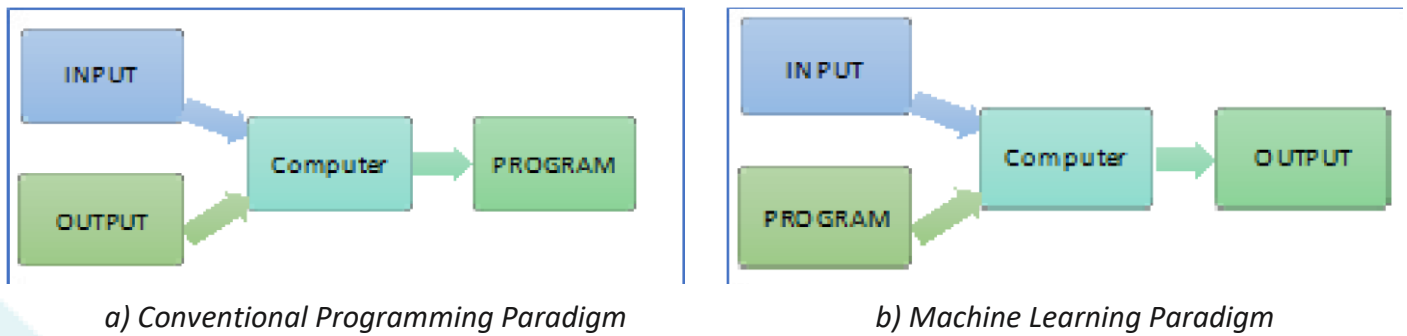 INPUT
OUTPUT
Computer
PROGRAM
a) Conventional Programming Paradigm
INPUT
PROGRAM
Computer
OUTPUT
b) Machine Learning Paradigm